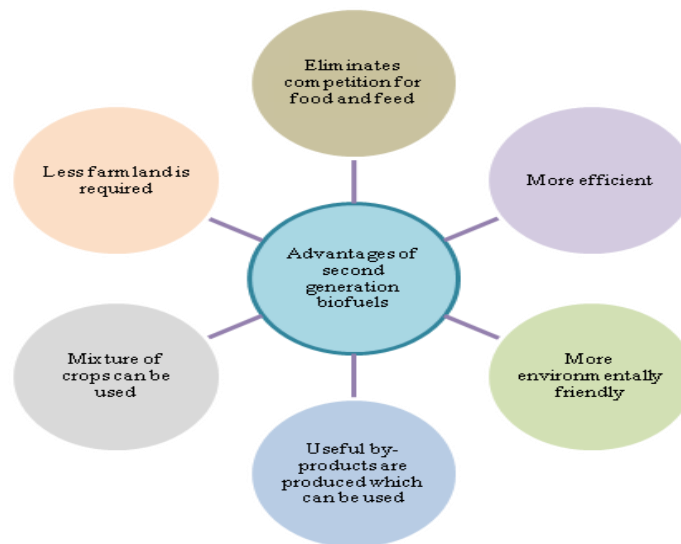 Eliminates
competition for
food and feed
More efficient
More
environmentally
friendly
Useful by-
products are
produced which
can be used
Mixture of
crops can be
used
Less farm land is
required
Advantages of
second
generation
biofuels